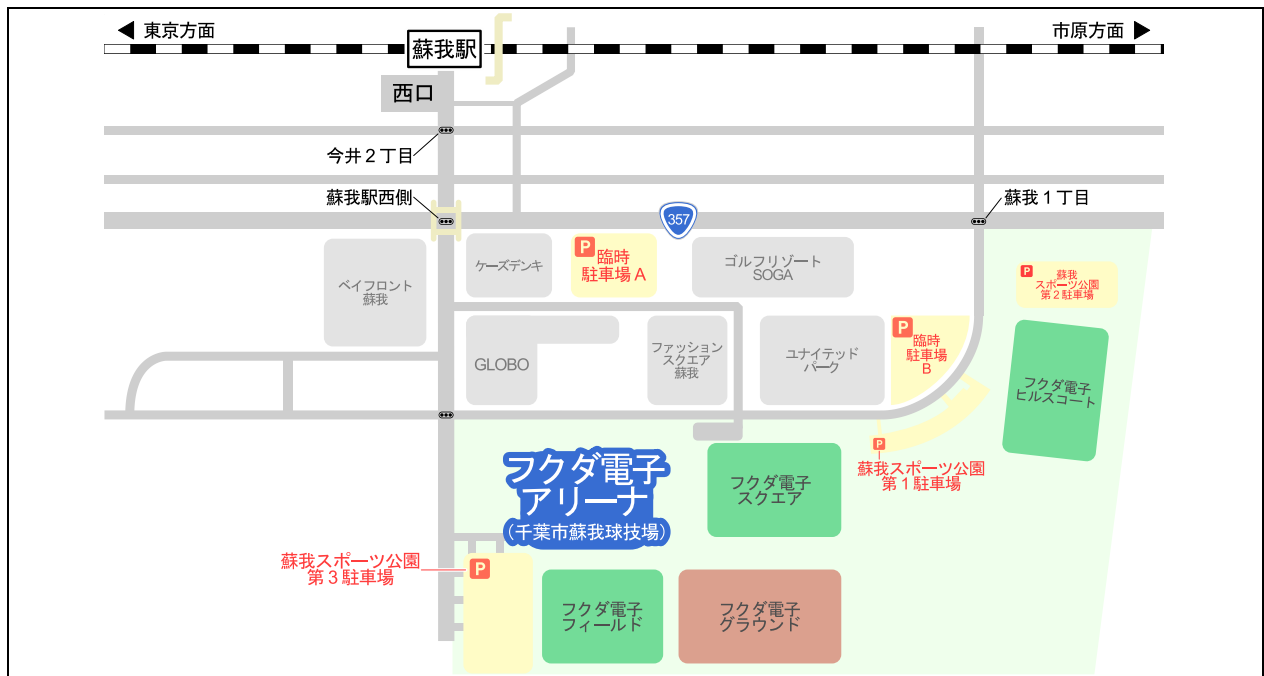 東京方面
蘇我駅
市原方面
西口
今井2丁目
蘇我駅西側
357
蘇我1丁目
ベイフロント
蘇我
ケーズデンキ
P
臨時
駐車場A
ゴルフリゾート
SOGA
P
蘇我
スポーツ公園
第2駐車場
GLOBO
ファッション
スクエア
蘇我
ユナイテッド
パーク
P
臨時
駐車場
B
フクダ電子
ヒルスコート
フクダ電子
アリーナ
(千葉市蘇我球技場)
フクダ電子
スクエア
P
蘇我スポーツ公園
第1駐車場
蘇我スポーツ公園
第3駐車場
P
フクダ電子
フィールド
フクダ電子
グラウンド